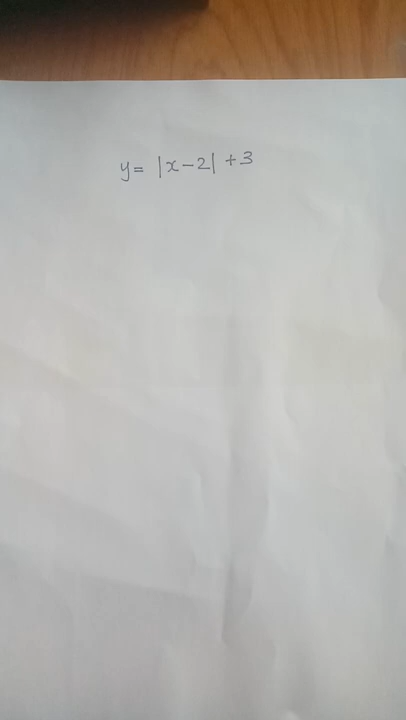 y = |x-2| +3